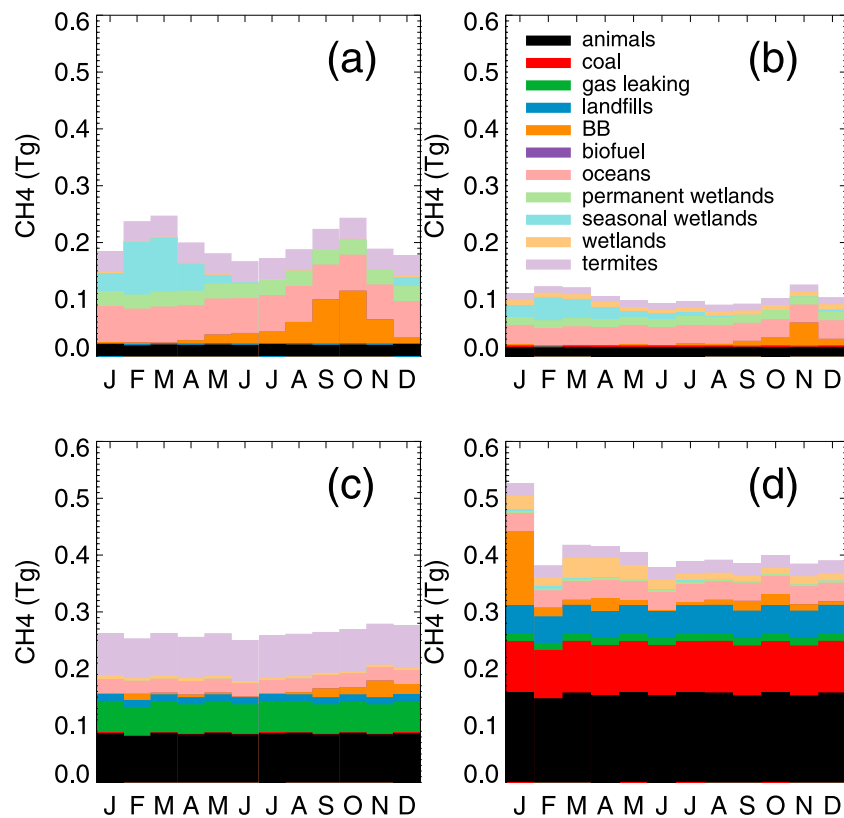 0.6
0.5
0.4
0.3
0.2
0.1
0.0
CH4 (Tg)
(a)
J F M A M J J A S O N D
0.6
0.5
0.4
0.3
0.2
0.1
0.0
CH4 (Tg)
(b)
animals
coal
gas leaking
landfills
BB
biofuel
oceans
permanent wetlands
seasonal wetlands
wetlands
termites
J F M A M J J A S O N D
0.6
0.5
0.4
0.3
0.2
0.1
0.0
CH4 (Tg)
(c)
J F M A M J J A S O N D
0.6
0.5
0.4
0.3
0.2
0.1
0.0
CH4 (Tg)
(d)
J F M A M J J A S O N D